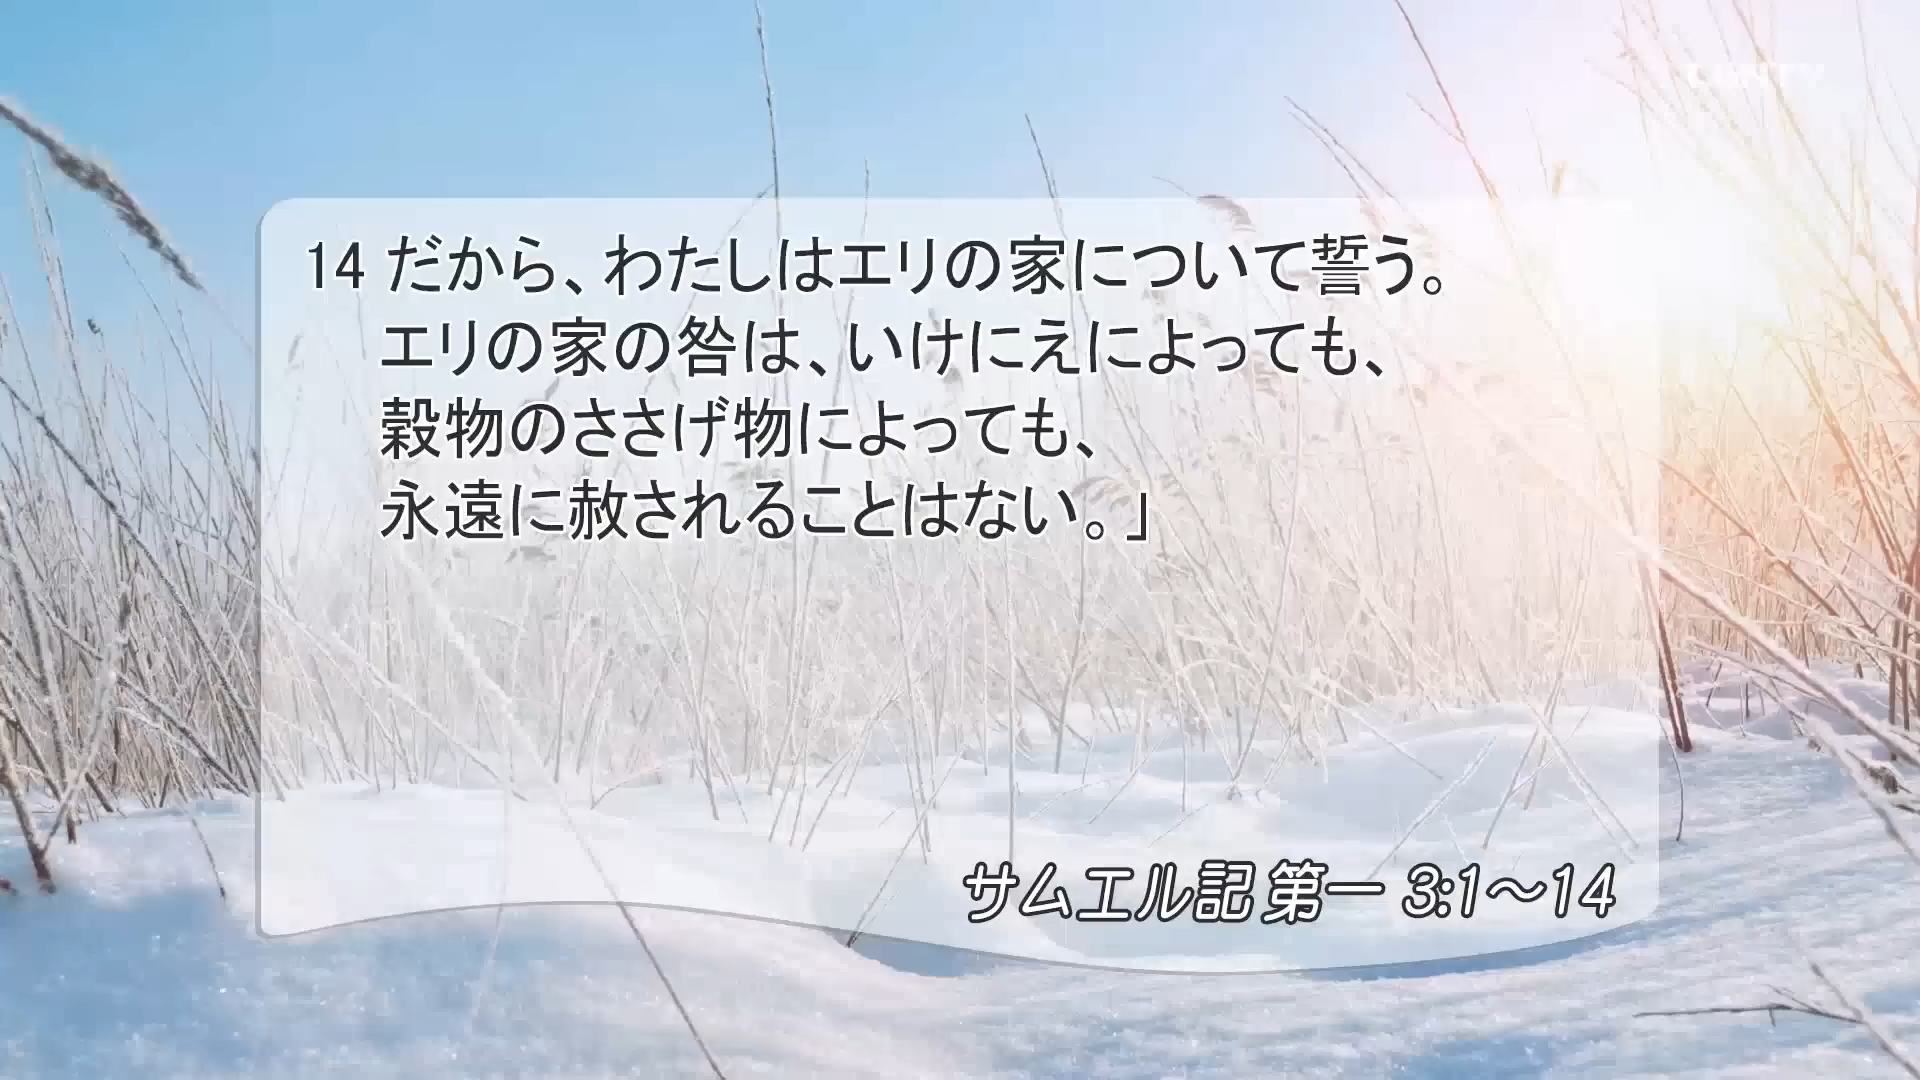 14 だから、わたしはエリの家について誓う。
エリの家の咎は、いけにえによっても、
穀物のささげ物によっても、
永遠に赦されることはない。」
サムエル記 第一 3:1～14